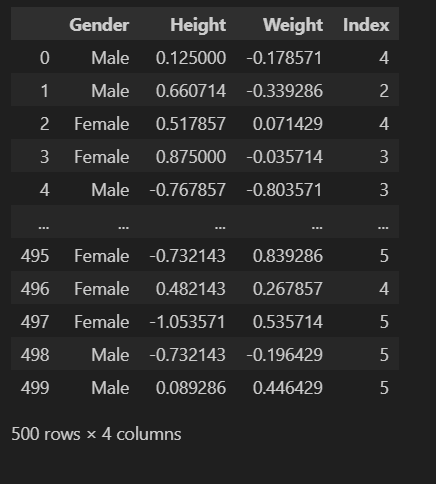 Gender Height Weight Index
0 Male 0.125000 -0.178571 4
1 Male 0.660714 -0.339286 2
2 Female 0.517857 0.071429 4
3 Female 0.875000 -0.035714 3
4 Male -0.767857 -0.803571 3
... ... ... ... ...
495 Female -0.732143 0.839286 5
496 Female 0.482143 0.267857 4
497 Female -1.053571 0.535714 5
498 Male -0.732143 -0.196429 5
499 Male 0.089286 0.446429 5
500 rows × 4 columns